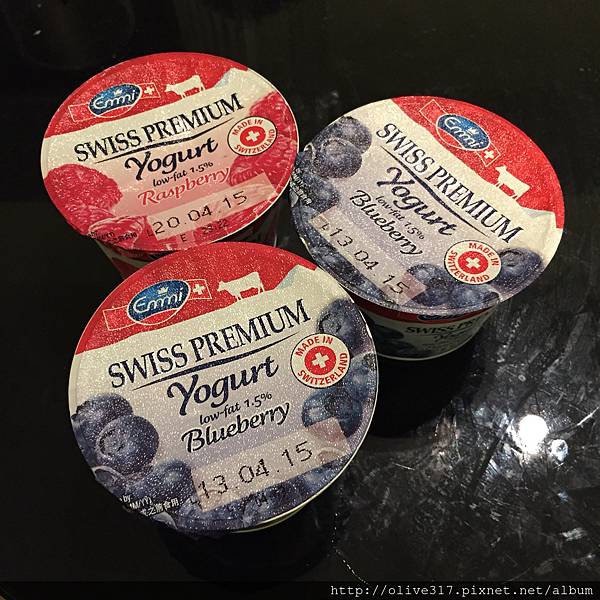 Emmi
SWISS PREMIUM
Yogurt
low-fat 1.5%
Raspberry
MADE IN
SWITZERLAND
20.04.15
Emmi
SWISS PREMIUM
Yogurt
low-fat 1.5%
Blueberry
MADE IN
SWITZERLAND
13.04.15
SWISS PREMIUM
Emmi
SWISS PREMIUM
Yogurt
low-fat 1.5%
Blueberry
MADE IN
SWITZERLAND
13.04.15
http://olive317.pixnet.net/album